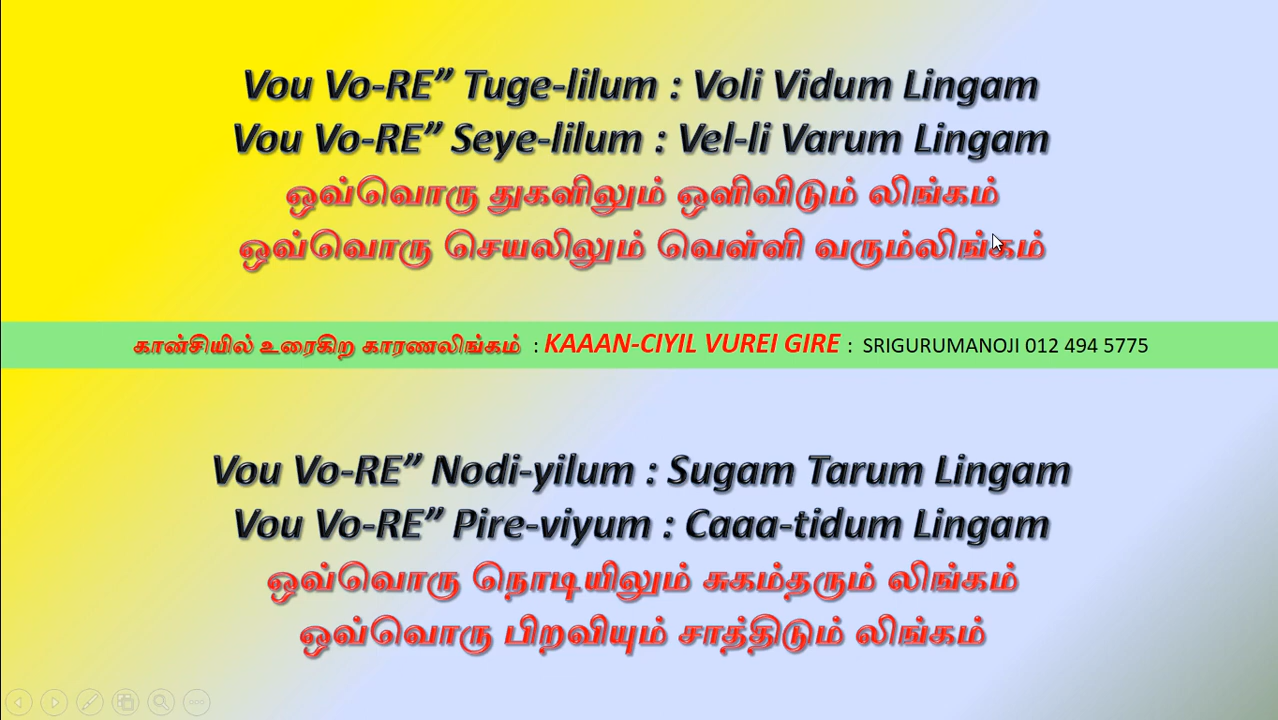 Vou Vo-RE” Tuge-lilum : Voli Vidum Lingam
Vou Vo-RE” Seye-lilum : Vel-li Varum Lingam
ஒவ்வொரு துகளிலும் ஒளிவிடும் லிங்கம்
ஒவ்வொரு செயலிலும் வெள்ளி வரும்லிங்கம்
கான்சியில் உரைகிற காரணலிங்கம் : KAAAN-CIYIL VUREI GIRE : SRIGURUMANOJI 012 494 5775
Vou Vo-RE” Nodi-yilum : Sugam Tarum Lingam
Vou Vo-RE” Pire-viyum : Caaa-tidum Lingam
ஒவ்வொரு நொடியிலும் சுகம்தரும் லிங்கம்
ஒவ்வொரு பிறவியும் சாத்திடும் லிங்கம்